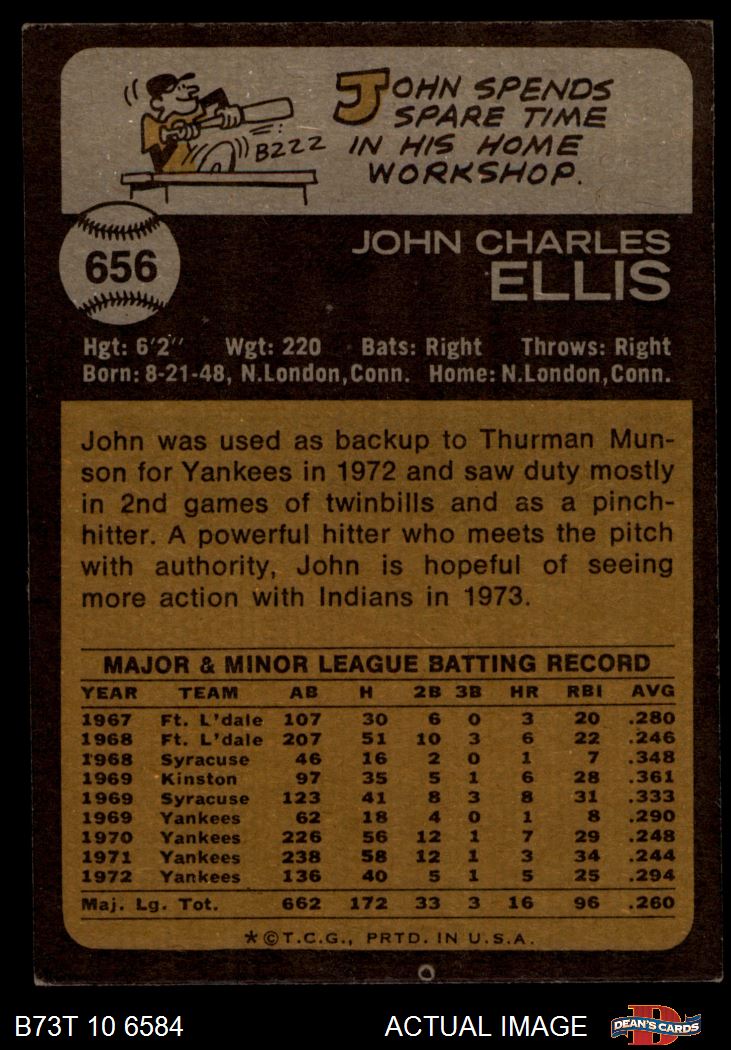 JOHN SPENDS
SPARE TIME
IN HIS HOME
WORKSHOP.
BZZZ
656
JOHN CHARLES
ELLIS
Hgt: 6'2" Wgt: 220 Bats: Right Throws: Right
Born: 8-21-48, N.London, Conn. Home: N.London, Conn.
John was used as backup to Thurman Mun-
son for Yankees in 1972 and saw duty mostly
in 2nd games of twinbills and as a pinch-
hitter. A powerful hitter who meets the pitch
with authority, John is hopeful of seeing
more action with Indians in 1973.
MAJOR & MINOR LEAGUE BATTING RECORD
YEAR TEAM AB H 2B 3B HR RBI AVG
1967 Ft. L'dale 107 30 6 0 3 20 .280
1968 Ft. L'dale 207 51 10 3 6 22 .246
1968 Syracuse 46 16 2 0 1 7 .348
1969 Kinston 97 35 5 1 6 28 .361
1969 Syracuse 123 41 8 3 8 31 .333
1969 Yankees 62 18 4 0 1 8 .290
1970 Yankees 226 56 12 1 7 29 .248
1971 Yankees 238 58 12 1 3 34 .244
1972 Yankees 136 40 5 1 5 25 .294
Maj. Lg. Tot. 662 172 33 3 16 96 .260
*©T.C.G., PRTD. IN U.S.A.
B73T 10 6584 ACTUAL IMAGE
D
DEAN'S CARDS